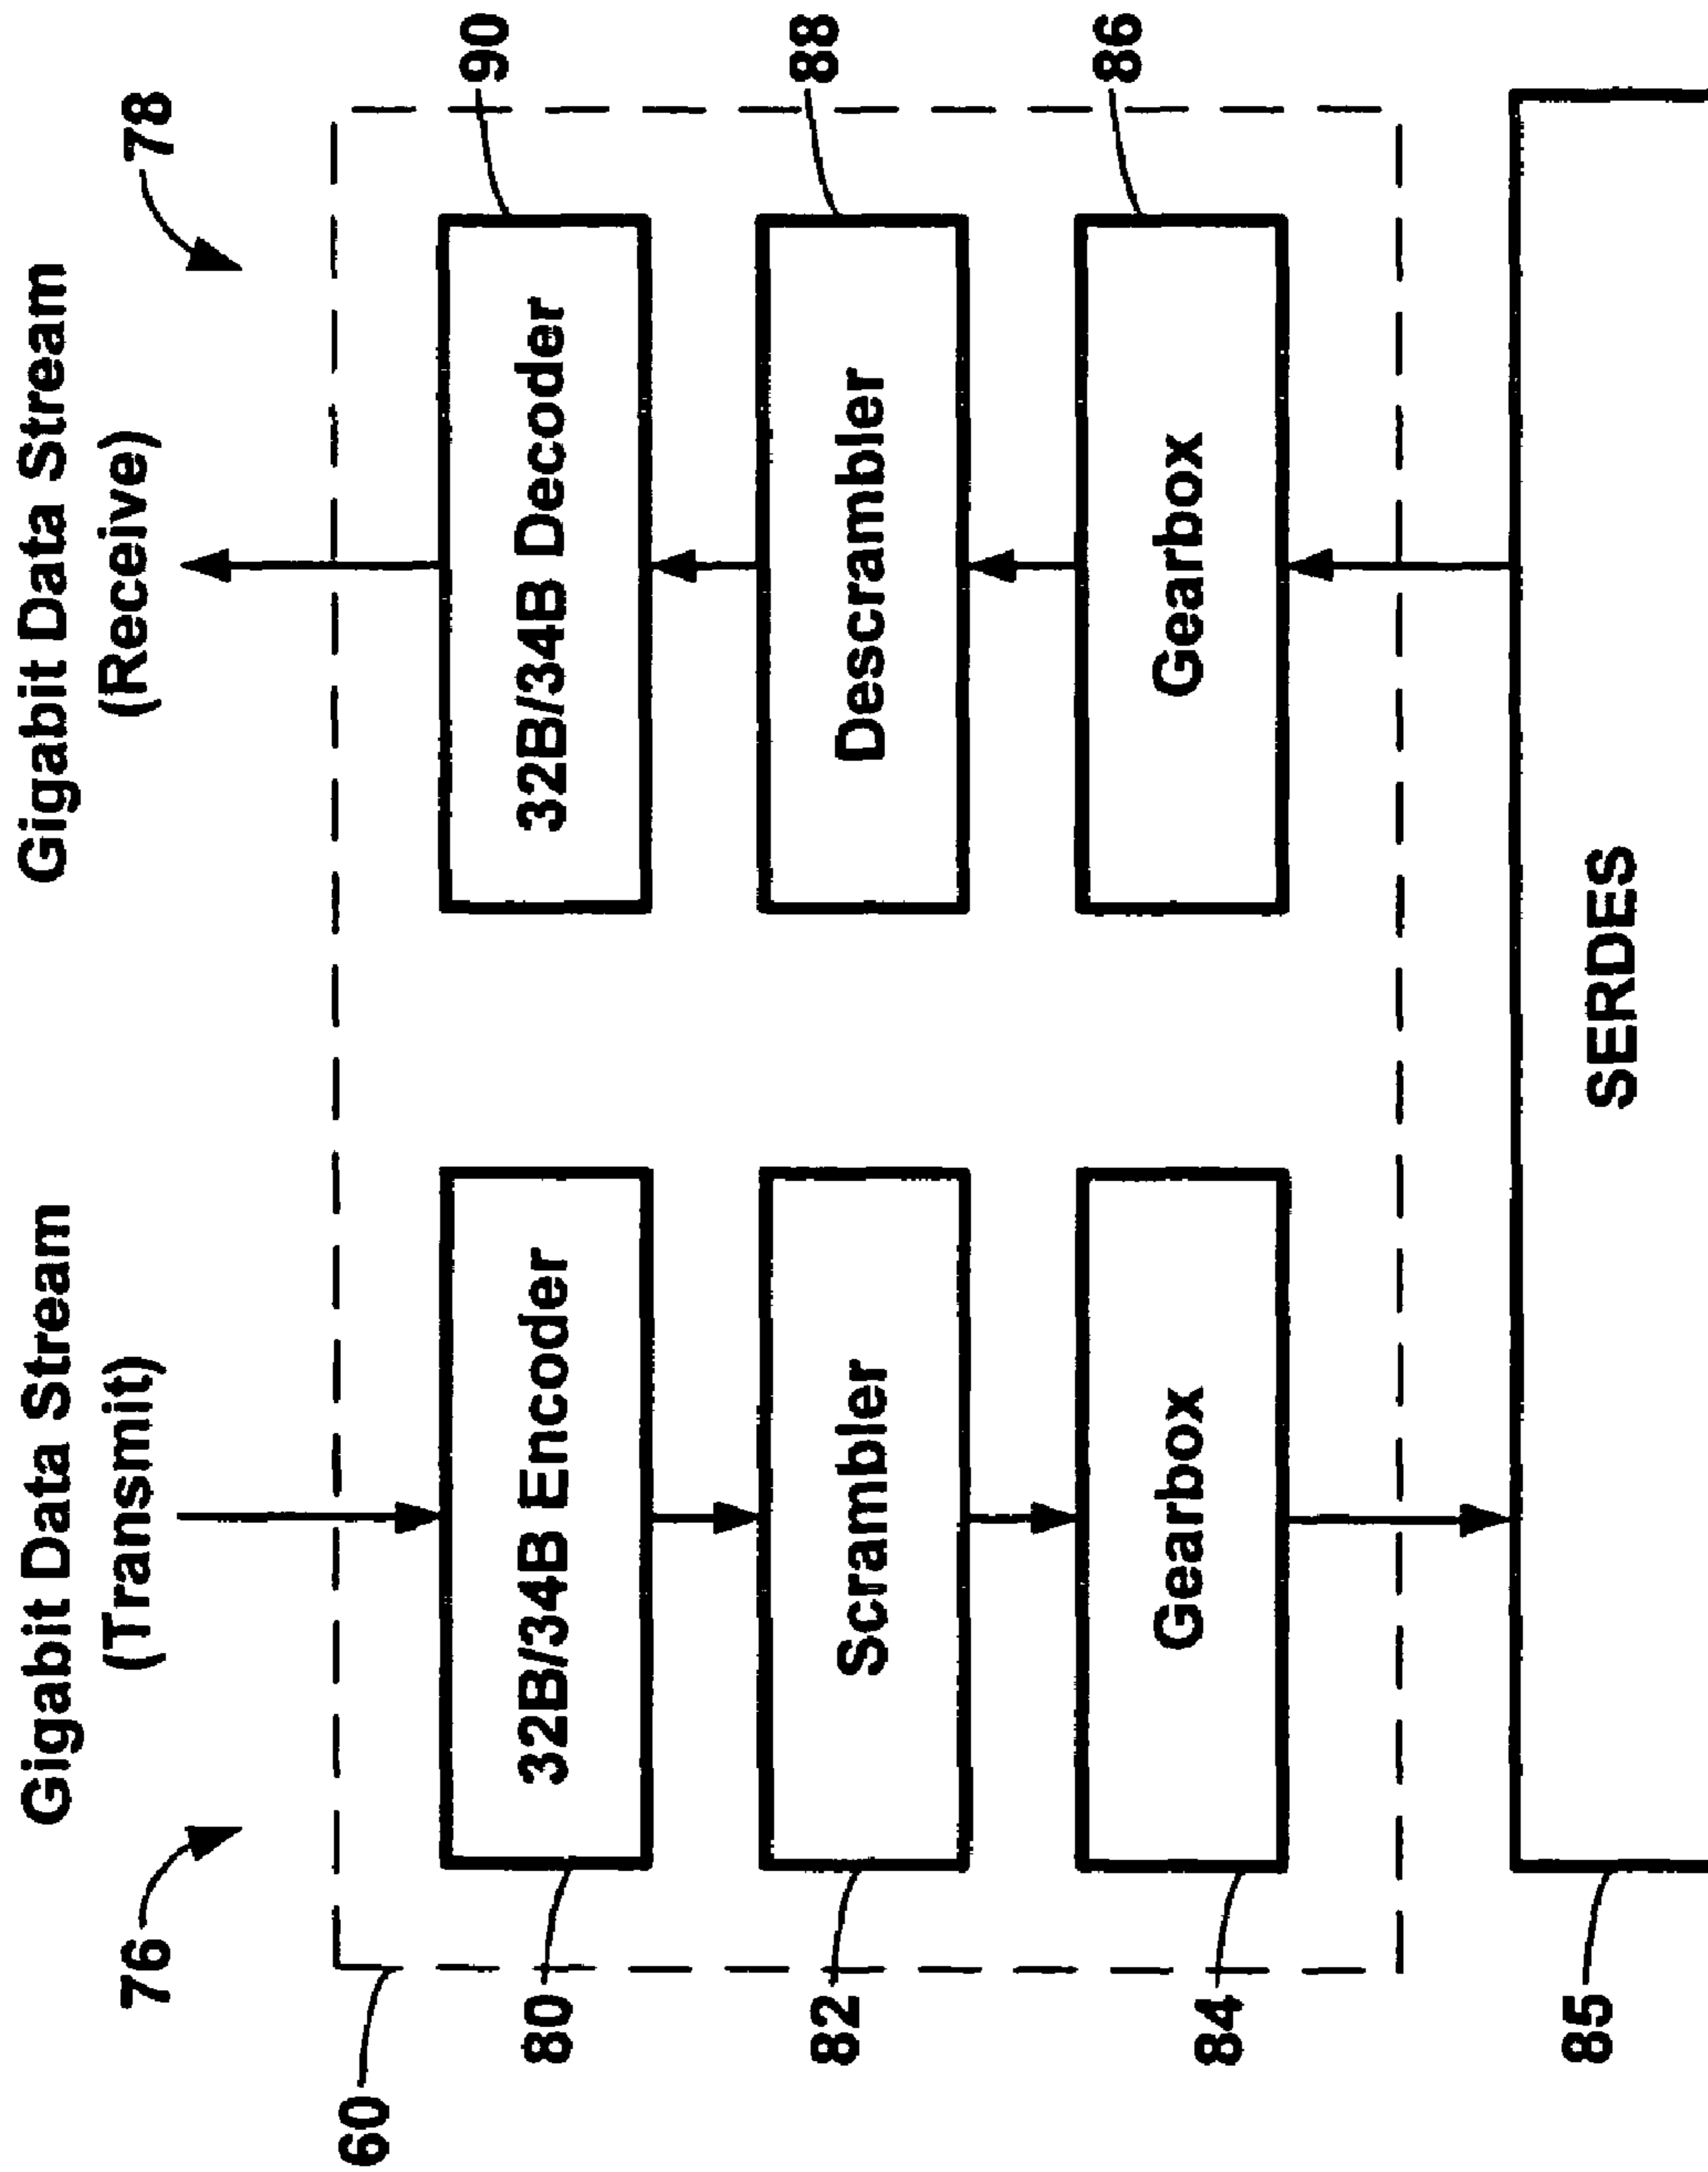 Gigabit Data Stream
(Transmit)
Gigabit Data Stream
(Receive)
76
78
60
80
32B/34B Encoder
32B/34B Decoder
90
82
Scrambler
Descrambler
88
84
Gearbox
Gearbox
86
85
SERDES